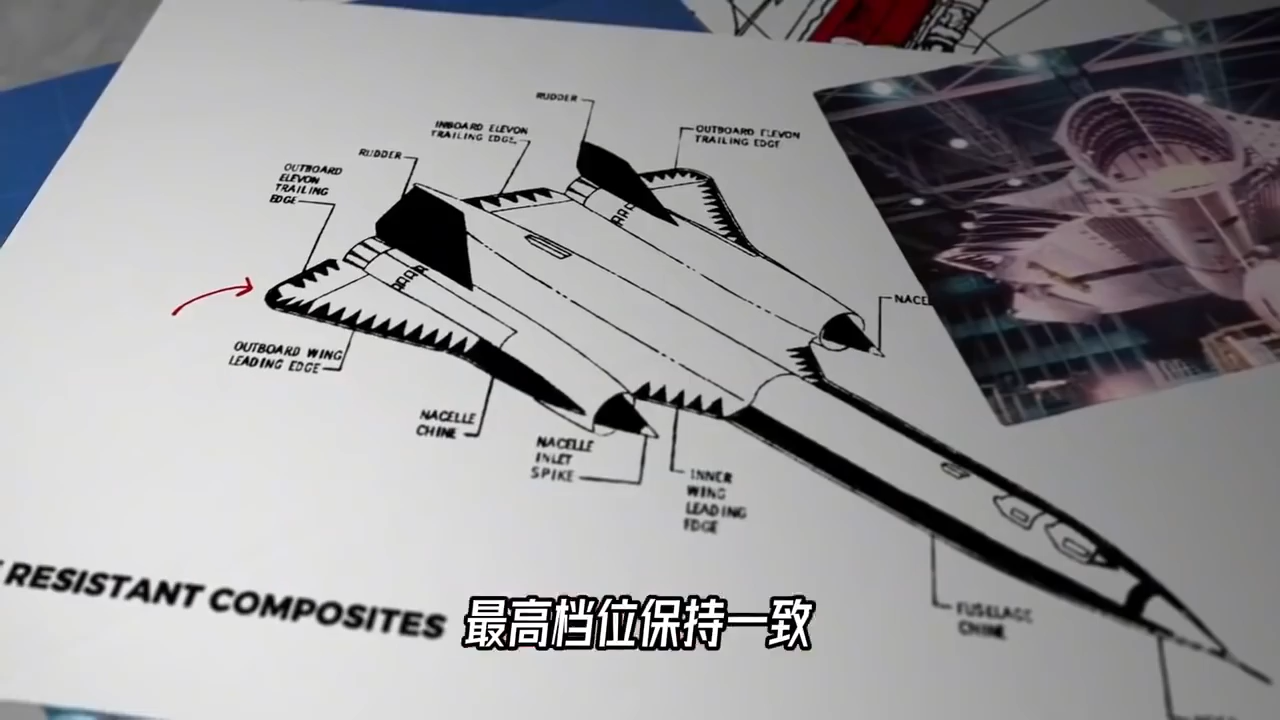 RUDDER
INBOARD ELEVON
TRAILING EDGE
OUTBOARD ELEVON
TRAILING EDGE
RUDDER
OUTBOARD
ELEVON
TRAILING
EDGE
OUTBOARD WING
LEADING EDGE
NACELLE
CHINE
NACELLE
INLET
SPIKE
INNER
WING
LEADING
EDGE
FUSELAGE
CHINE
RESISTANT COMPOSITES
最高档位保持一致